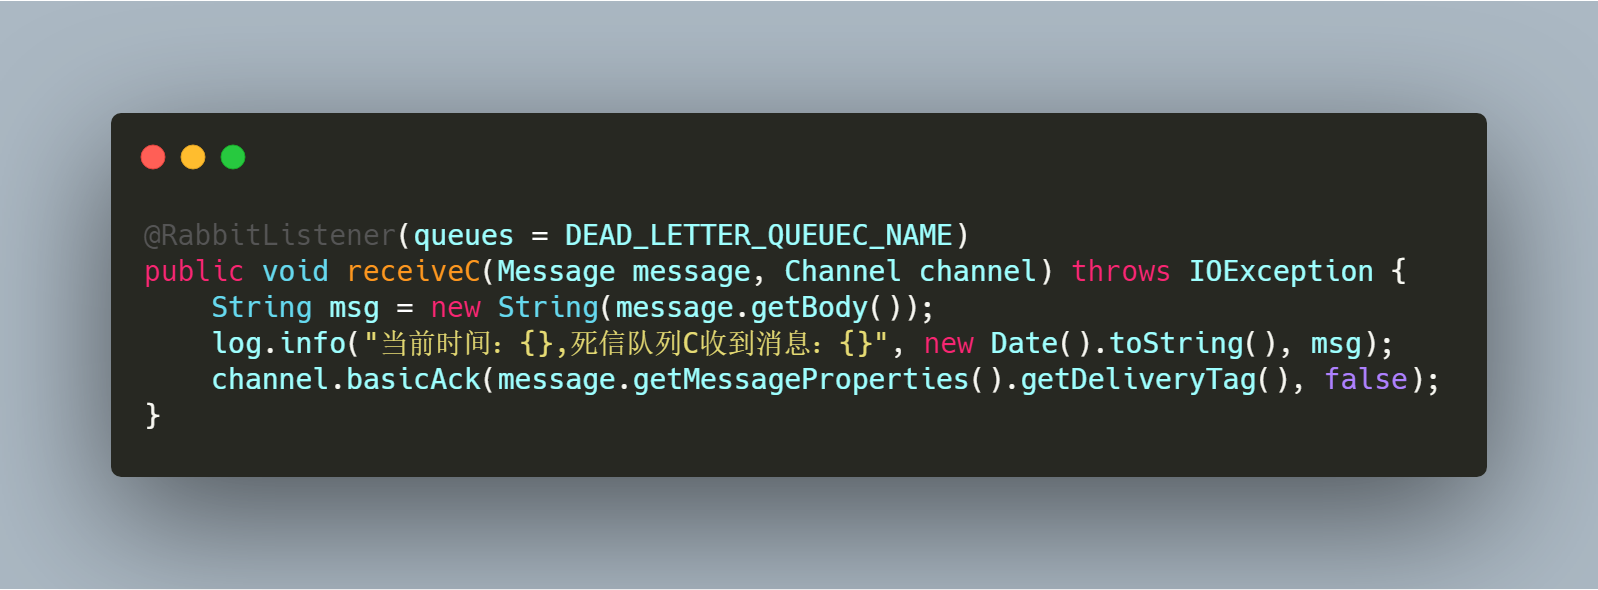 @RabbitListener(queues = DEAD_LETTER_QUEUEC_NAME)
public void receiveC(Message message, Channel channel) throws IOException {
    String msg = new String(message.getBody());
    log.info("当前时间：{},死信队列C收到消息：{}", new Date().toString(), msg);
    channel.basicAck(message.getMessageProperties().getDeliveryTag(), false);
}